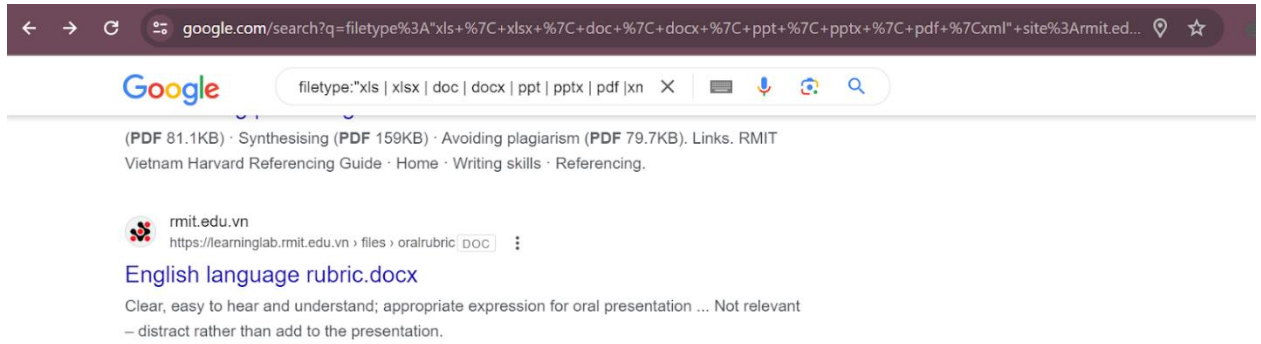 google.com/search?q=filetype%3A"xls+%7C+xlsx+%7C+doc+%7C+docx+%7C+ppt+%7C+pptx+%7C+pdf+%7Cxml"+site%3Armit.ed...
Google
filetype:"xls | xlsx | doc | docx | ppt | pptx | pdf |xn
(PDF 81.1KB) · Synthesising (PDF 159KB) · Avoiding plagiarism (PDF 79.7KB). Links. RMIT
Vietnam Harvard Referencing Guide · Home · Writing skills · Referencing.
rmit.edu.vn
https://learninglab.rmit.edu.vn › files › oralrubric DOC
English language rubric.docx
Clear, easy to hear and understand; appropriate expression for oral presentation ... Not relevant
– distract rather than add to the presentation.